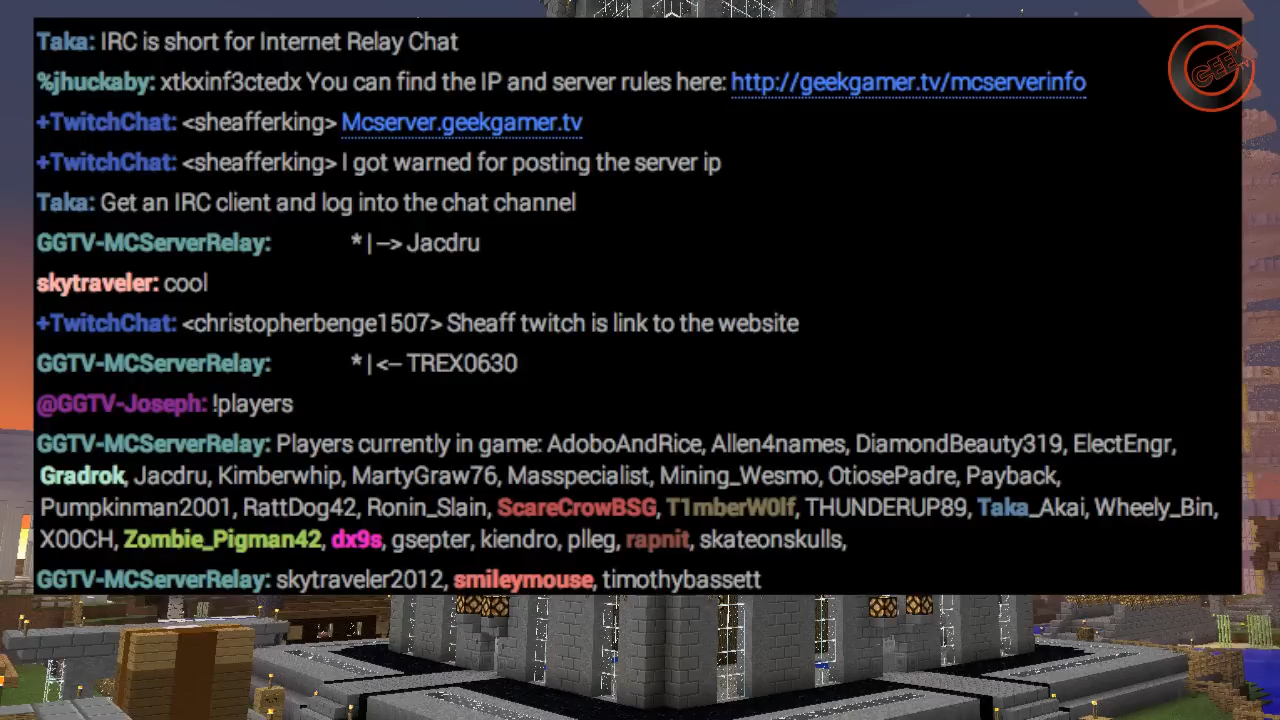 Taka: IRC is short for Internet Relay Chat
%jhuckaby: xtkxinf3ctedx You can find the IP and server rules here: http://geekgamer.tv/mcserverinfo
+TwitchChat: <sheafferking> Mcserver.geekgamer.tv
+TwitchChat: <sheafferking> I got warned for posting the server ip
Taka: Get an IRC client and log into the chat channel
GGTV-MCServerRelay: * |--> Jacdru
skytraveler: cool
+TwitchChat: <christopherbenge1507> Sheaff twitch is link to the website
GGTV-MCServerRelay: * |<-- TREX0630
@GGTV-Joseph: !players
GGTV-MCServerRelay: Players currently in game: AdoboAndRice, Allen4names, DiamondBeauty319, ElectEngr,
Gradrok, Jacdru, Kimberwhip, MartyGraw76, Masspecialist, Mining_Wesmo, OtiosePadre, Payback,
Pumpkinman2001, RattDog42, Ronin_Slain, ScareCrowBSG, T1mberW0lf, THUNDERUP89, Taka_Akai, Wheely_Bin,
X00CH, Zombie_Pigman42, dx9s, gsepter, kiendro, plleg, rapnit, skateonskulls,
GGTV-MCServerRelay: skytraveler2012, smileymouse, timothybassett
GEEK